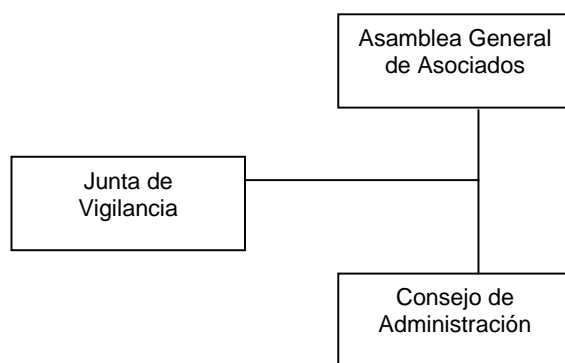 Asamblea General
de Asociados
Junta de
Vigilancia
Consejo de
Administración